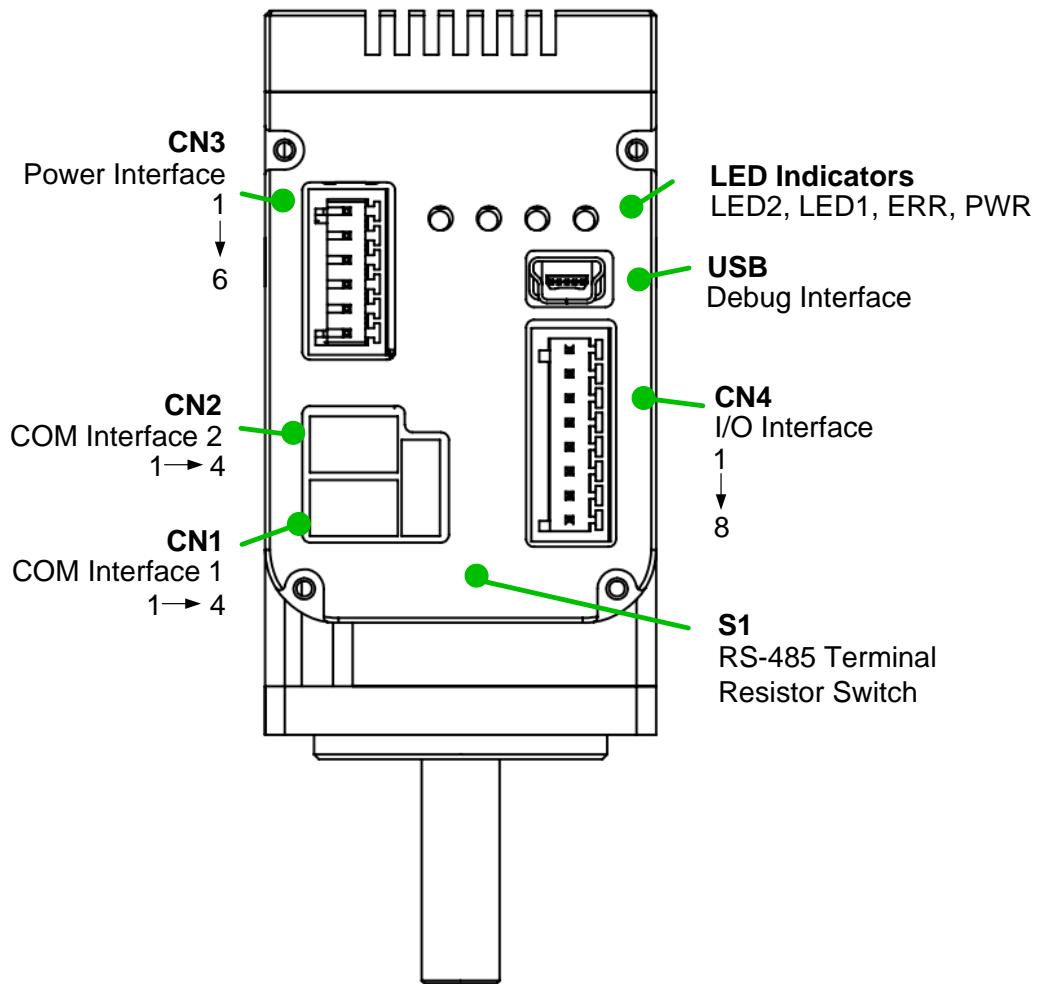 CN3
Power Interface
1
6
CN2
COM Interface 2
1 4
CN1
COM Interface 1
1 4
LED Indicators
LED2, LED1, ERR, PWR
USB
Debug Interface
CN4
I/O Interface
1
8
S1
RS-485 Terminal
Resistor Switch